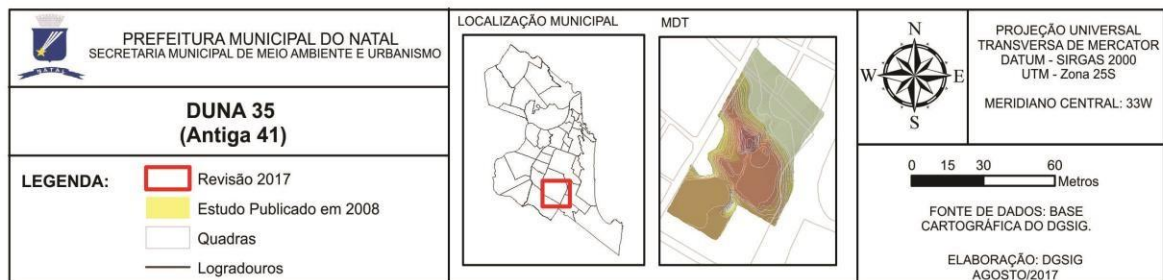 PREFEITURA MUNICIPAL DO NATAL
SECRETARIA MUNICIPAL DE MEIO AMBIENTE E URBANISMO
NATAL
DUNA 35
(Antiga 41)
LEGENDA:
Revisão 2017
Estudo Publicado em 2008
Quadras
Logradouros
LOCALIZAÇÃO MUNICIPAL
MDT
N
W
E
S
PROJEÇÃO UNIVERSAL
TRANSVERSA DE MERCATOR
DATUM - SIRGAS 2000
UTM - Zona 25S
MERIDIANO CENTRAL: 33W
0 15 30 60
Metros
FONTE DE DADOS: BASE
CARTOGRÁFICA DO DGSIG.
ELABORAÇÃO: DGSIG
AGOSTO/2017